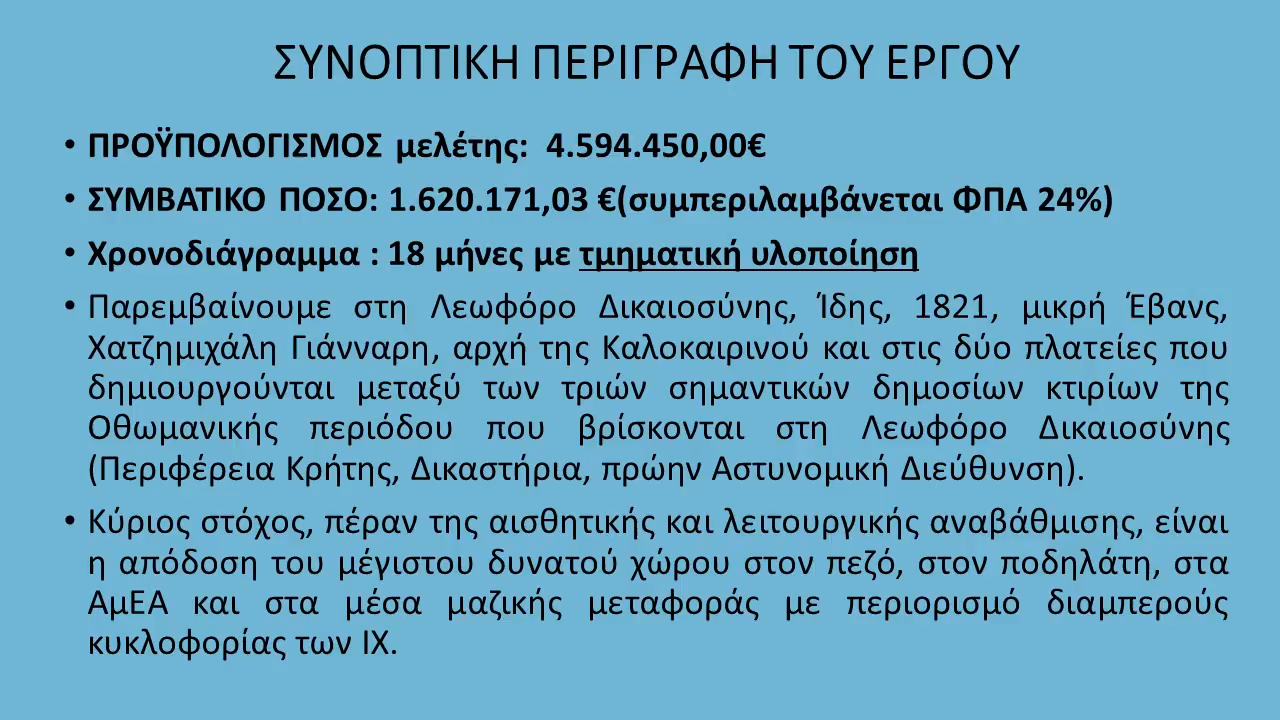 ΣΥΝΟΠΤΙΚΗ ΠΕΡΙΓΡΑΦΗ ΤΟΥ ΕΡΓΟΥ
• ΠΡΟΫΠΟΛΟΓΙΣΜΟΣ μελέτης: 4.594.450,00€
• ΣΥΜΒΑΤΙΚΟ ΠΟΣΟ: 1.620.171,03 €(συμπεριλαμβάνεται ΦΠΑ 24%)
• Χρονοδιάγραμμα : 18 μήνες με τμηματική υλοποίηση
• Παρεμβαίνουμε στη Λεωφόρο Δικαιοσύνης, Ίδης, 1821, μικρή Έβανς,
Χατζημιχάλη Γιάνναρη, αρχή της Καλοκαιρινού και στις δύο πλατείες που
δημιουργούνται μεταξύ των τριών σημαντικών δημοσίων κτιρίων της
Οθωμανικής περιόδου που βρίσκονται στη Λεωφόρο Δικαιοσύνης
(Περιφέρεια Κρήτης, Δικαστήρια, πρώην Αστυνομική Διεύθυνση).
• Κύριος στόχος, πέραν της αισθητικής και λειτουργικής αναβάθμισης, είναι
η απόδοση του μέγιστου δυνατού χώρου στον πεζό, στον ποδηλάτη, στα
ΑμΕΑ και στα μέσα μαζικής μεταφοράς με περιορισμό διαμπερούς
κυκλοφορίας των ΙΧ.